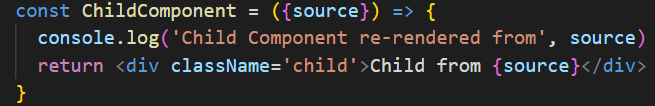 const ChildComponent = ({source}) => {
  console.log('Child Component re-rendered from', source)
  return <div className='child'>Child from {source}</div>
}